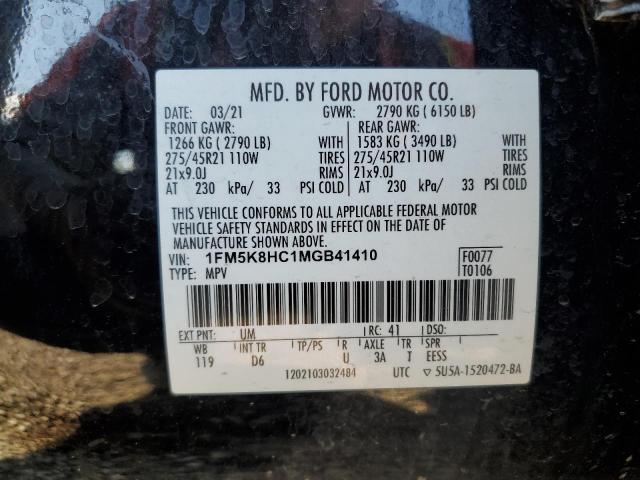 MFD. BY FORD MOTOR CO.
DATE: 03/21 GVWR: 2790 KG ( 6150 LB)
FRONT GAWR: REAR GAWR:
1266 KG ( 2790 LB) WITH 1583 KG ( 3490 LB) WITH
275/45R21 110W TIRES 275/45R21 110W TIRES
21x9.0J RIMS 21x9.0J RIMS
AT 230 kPa/ 33 PSI COLD AT 230 kPa/ 33 PSI COLD
THIS VEHICLE CONFORMS TO ALL APPLICABLE FEDERAL MOTOR
VEHICLE SAFETY STANDARDS IN EFFECT ON THE DATE OF
MANUFACTURE SHOWN ABOVE.
VIN: 1FM5K8HC1MGB41410 F0077
TYPE: MPV T0106
EXT PNT: UM RC: 41 DSO:
WB INT TR TP/PS R AXLE TR SPR
119 D6 U 3A T EESS
1202103032484 UTC ▽ 5U5A-1520472-BA